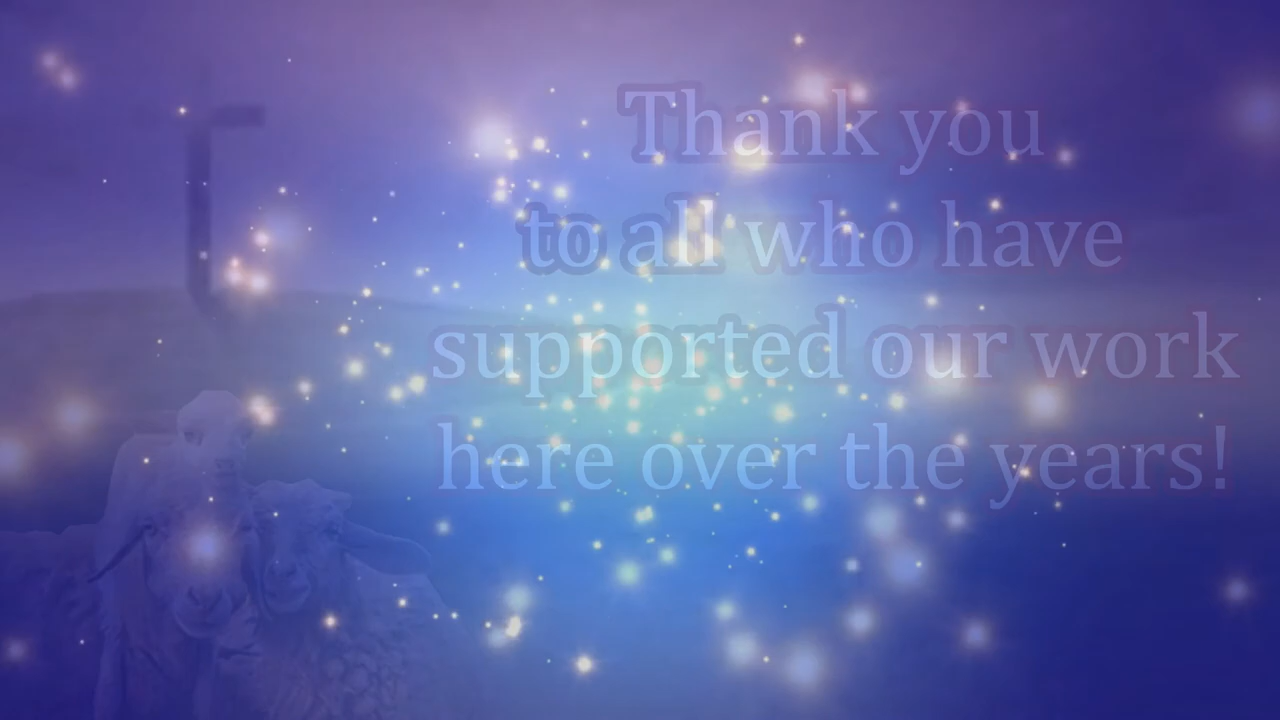 Thank you
to all who have
supported our work
here over the years!